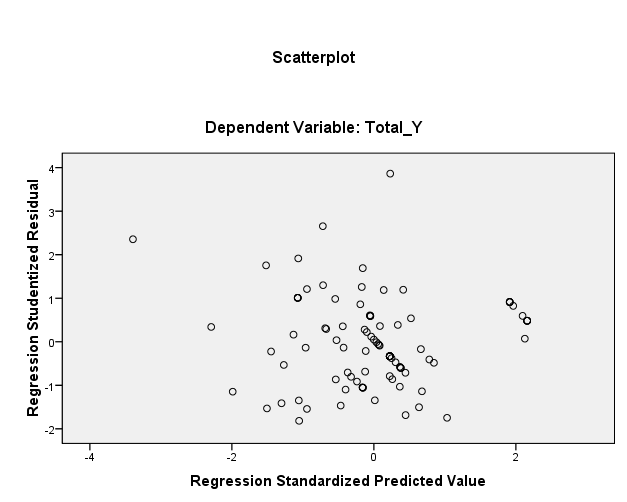 Scatterplot
Dependent Variable: Total_Y
Regression Studentized Residual
4
3
2
1
0
-1
-2
-4
-2
0
2
Regression Standardized Predicted Value